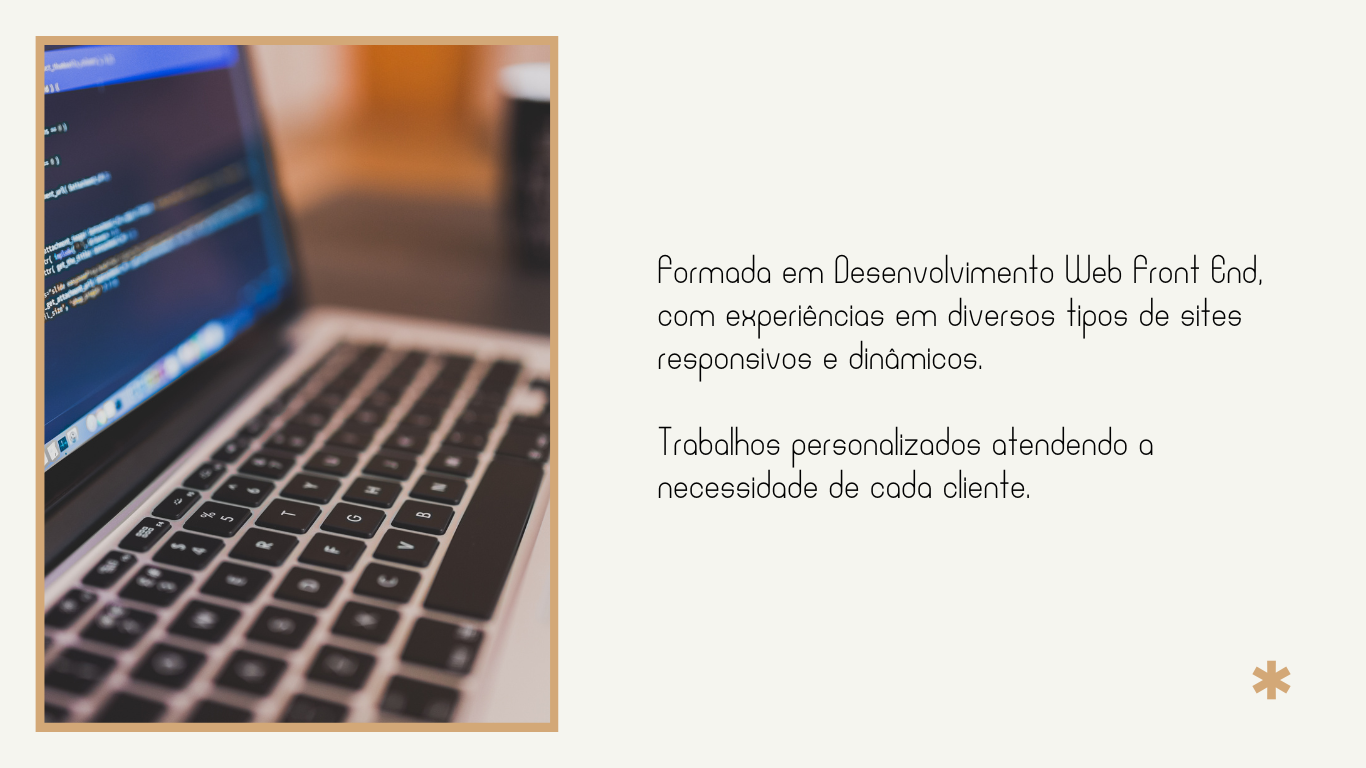 Formada em Desenvolvimento Web Front End,
com experiências em diversos tipos de sites
responsivos e dinâmicos.
Trabalhos personalizados atendendo a
necessidade de cada cliente.